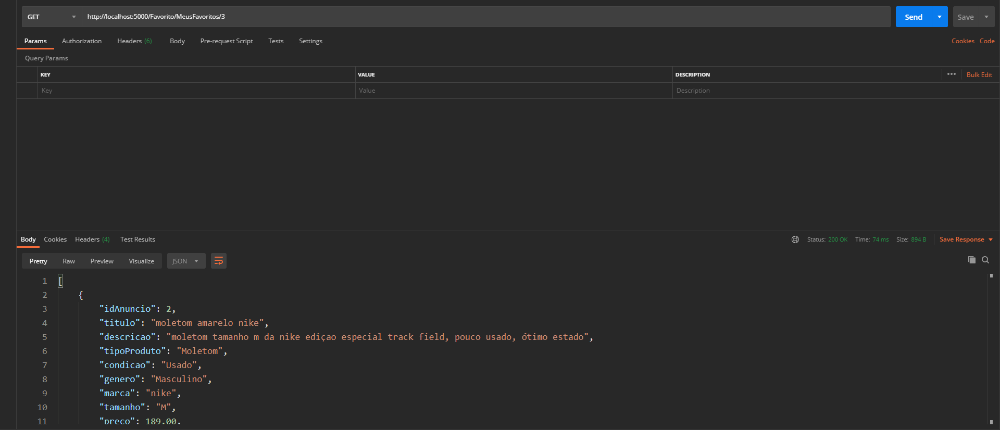 GET http://localhost:5000/Favorito/MeusFavoritos/3 Send Save
Params Authorization Headers (6) Body Pre-request Script Tests Settings Cookies Code
Query Params
KEY VALUE DESCRIPTION ••• Bulk Edit
Key Value Description
Body Cookies Headers (4) Test Results Status: 200 OK Time: 74 ms Size: 894 B Save Response
Pretty Raw Preview Visualize JSON
1 [
2 {
3 "idAnuncio": 2,
4 "titulo": "moletom amarelo nike",
5 "descricao": "moletom tamanho m da nike ediçao especial track field, pouco usado, ótimo estado",
6 "tipoProduto": "Moletom",
7 "condicao": "Usado",
8 "genero": "Masculino",
9 "marca": "nike",
10 "tamanho": "M",
11 "preco": 189.00,